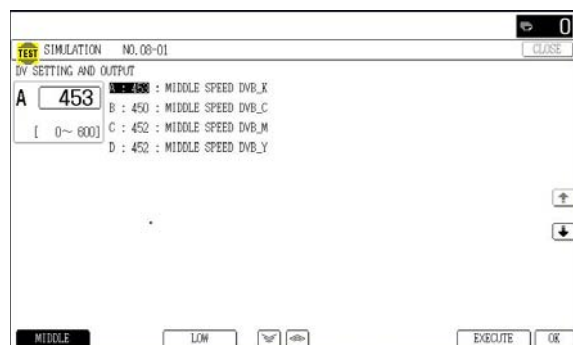 0
TEST SIMULATION NO.08-01 CLOSE
DV SETTING AND OUTPUT
A 453
[ 0~ 600]
A : 453 : MIDDLE SPEED DVB_K
B : 450 : MIDDLE SPEED DVB_C
C : 452 : MIDDLE SPEED DVB_M
D : 452 : MIDDLE SPEED DVB_Y
MIDDLE LOW EXECUTE OK